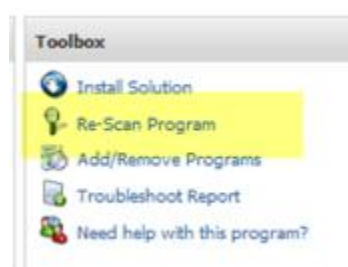 Toolbox
Install Solution
Re-Scan Program
Add/Remove Programs
Troubleshoot Report
Need help with this program?